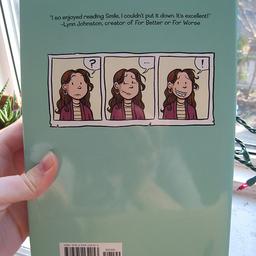 "I so enjoyed reading Smile, I couldn't put it down. It's excellent!"
–Lynn Johnston, creator of For Better or For Worse
?
...
!